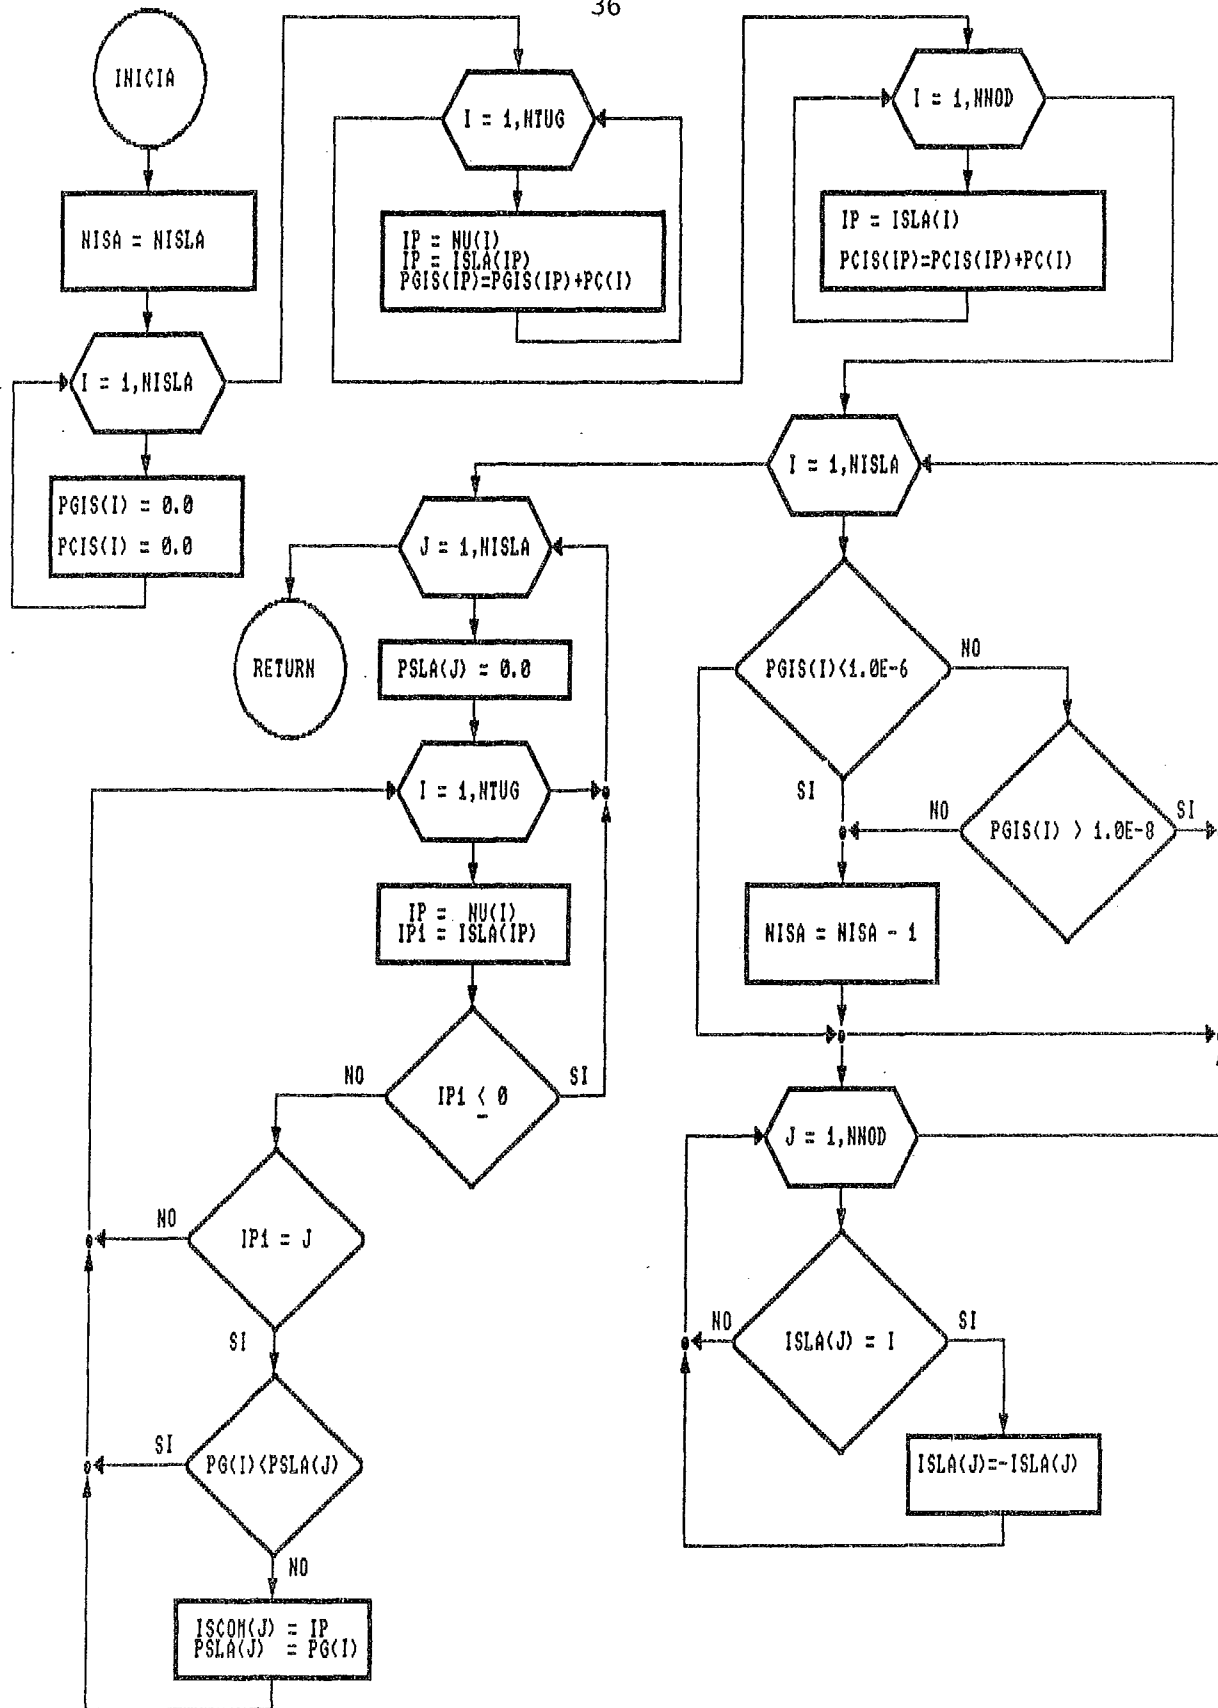 36
INICIA
NISA = NISLA
I = 1,NISLA
PGIS(I) = 0.0
PCIS(I) = 0.0
I = 1,NTUG
IP = NU(I)
IP = ISLA(IP)
PGIS(IP)=PGIS(IP)+PC(I)
I = 1,NNOD
IP = ISLA(I)
PCIS(IP)=PCIS(IP)+PC(I)
I = 1,NISLA
PGIS(I)<1.0E-6
NO
SI
PGIS(I) > 1.0E-8
NO
SI
NISA = NISA - 1
J = 1,NNOD
ISLA(J) = I
NO
SI
ISLA(J)=-ISLA(J)
J = 1,NISLA
RETURN
PSLA(J) = 0.0
I = 1,NTUG
IP = NU(I)
IP1 = ISLA(IP)
IP1 ≤ 0
NO
SI
IP1 = J
NO
SI
PG(I)<PSLA(J)
SI
NO
ISCOM(J) = IP
PSLA(J) = PG(I)